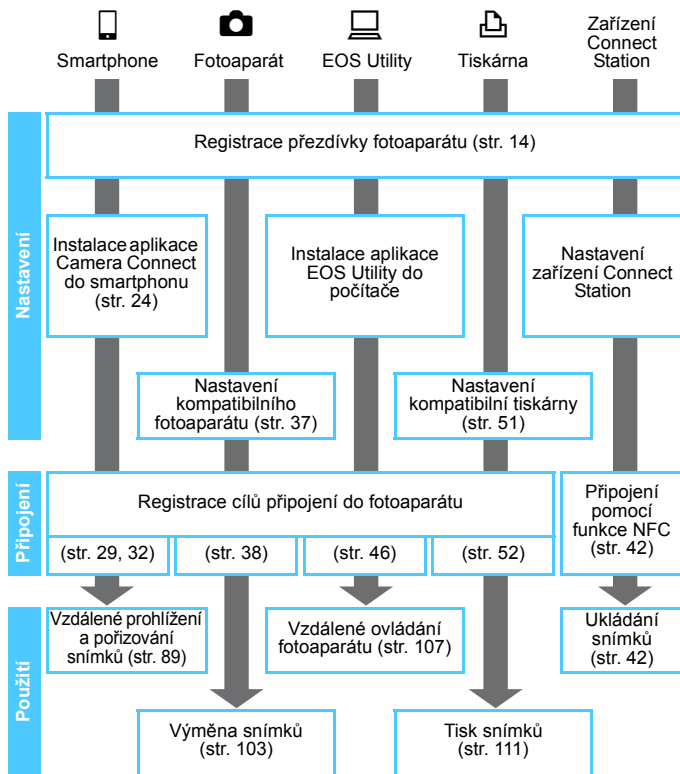 Smartphone
Fotoaparát
EOS Utility
Tiskárna
Zařízení
Connect
Station
Nastavení
Registrace přezdívky fotoaparátu (str. 14)
Instalace aplikace
Camera Connect
do smartphonu
(str. 24)
Instalace aplikace
EOS Utility do
počítače
Nastavení
zařízení Connect
Station
Nastavení
kompatibilního
fotoaparátu (str. 37)
Nastavení
kompatibilní tiskárny
(str. 51)
Připojení
Registrace cílů připojení do fotoaparátu
(str. 29, 32)
(str. 38)
(str. 46)
(str. 52)
Připojení
pomocí
funkce NFC
(str. 42)
Použití
Vzdálené prohlížení
a pořizování
snímků (str. 89)
Vzdálené ovládání
fotoaparátu (str. 107)
Ukládání
snímků
(str. 42)
Výměna snímků
(str. 103)
Tisk snímků
(str. 111)